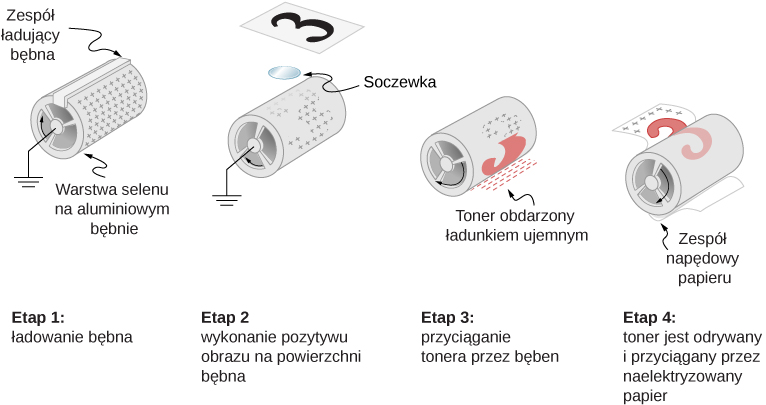 Zespół
ładujący
bębna
Warstwa selenu
na aluminiowym
bębnie
3
Soczewka
Toner obdarzony
ładunkiem ujemnym
Zespół
napędowy
papieru
Etap 1:
ładowanie bębna
Etap 2
wykonanie pozytywu
obrazu na powierzchni
bębna
Etap 3:
przyciąganie
tonera przez bęben
Etap 4:
toner jest odrywany
i przyciągany przez
naelektryzowany
papier